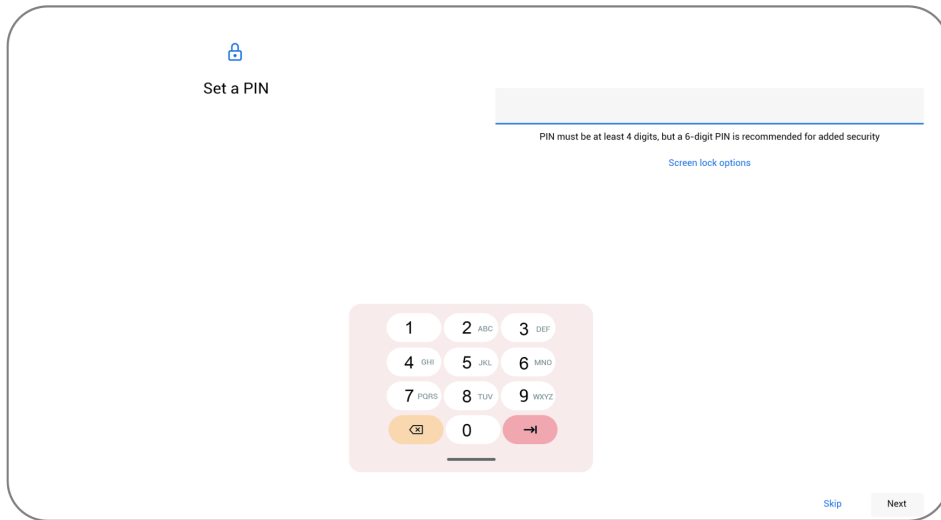 Set a PIN
PIN must be at least 4 digits, but a 6-digit PIN is recommended for added security
Screen lock options
1 2 ABC 3 DEF
4 GHI 5 JKL 6 MNO
7 PQRS 8 TUV 9 WXYZ
0
Skip Next